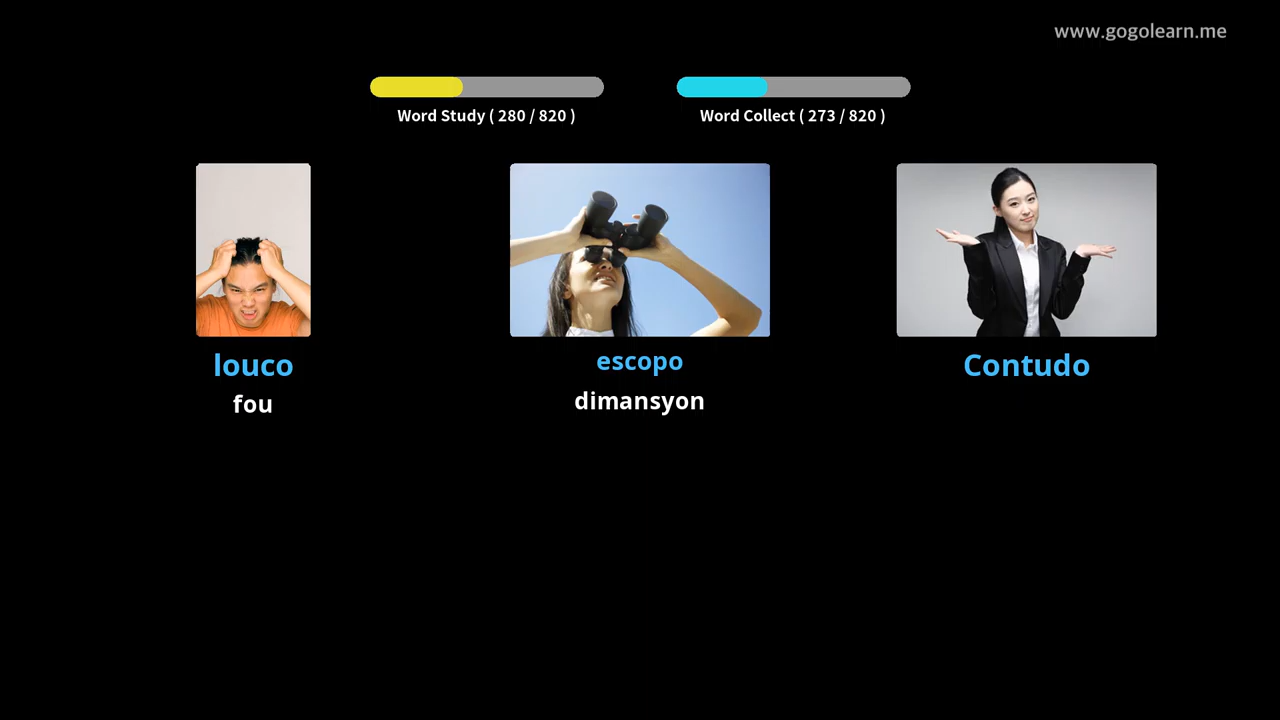 www.gogolearn.me
Word Study ( 280 / 820 )
Word Collect ( 273 / 820 )
louco
fou
escopo
dimansyon
Contudo